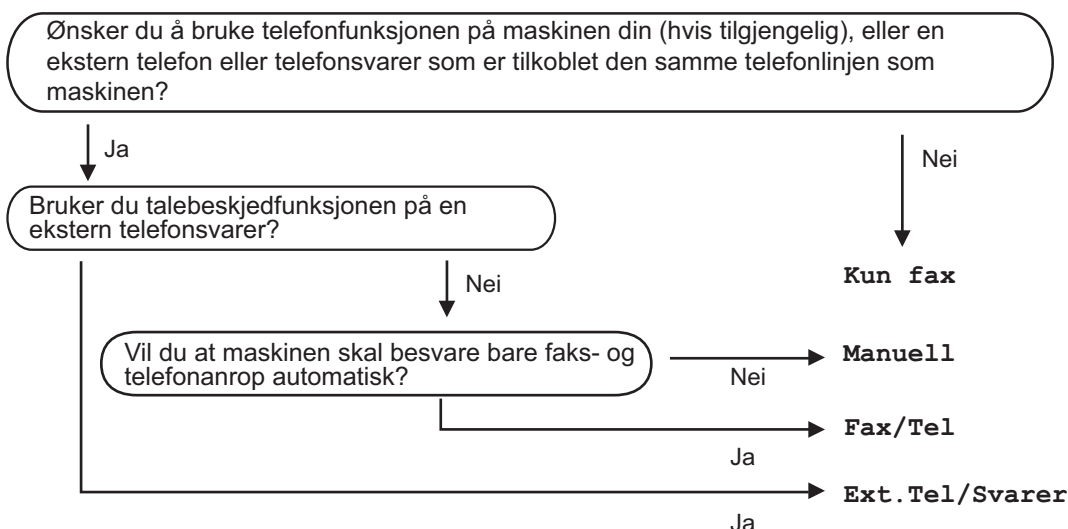 Ønsker du å bruke telefonfunksjonen på maskinen din (hvis tilgjengelig), eller en
ekstern telefon eller telefonsvarer som er tilkoblet den samme telefonlinjen som
maskinen?
Ja
Nei
Bruker du talebeskjedfunksjonen på en
ekstern telefonsvarer?
Nei
Kun fax
Vil du at maskinen skal besvare bare faks- og
telefonanrop automatisk?
Nei
Manuell
Ja
Fax/Tel
Ja
Ext.Tel/Svarer